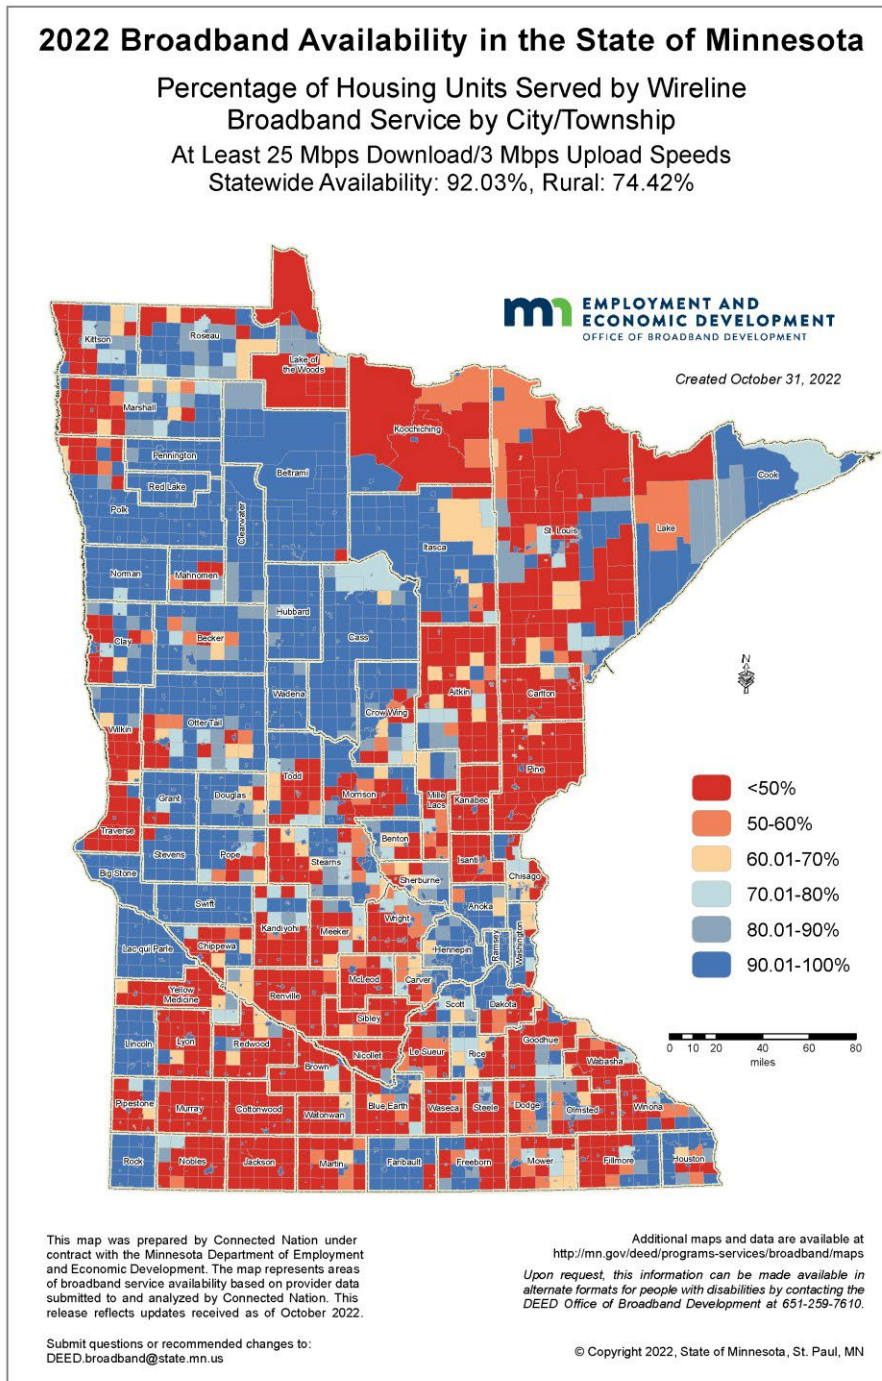 2022 Broadband Availability in the State of Minnesota
Percentage of Housing Units Served by Wireline
Broadband Service by City/Township
At Least 25 Mbps Download/3 Mbps Upload Speeds
Statewide Availability: 92.03%, Rural: 74.42%
mn EMPLOYMENT AND
ECONOMIC DEVELOPMENT
OFFICE OF BROADBAND DEVELOPMENT
Created October 31, 2022
Kittson
Roseau
Lake of
the Woods
Marshall
Koochiching
Pennington
Beltrami
Cook
Red Lake
Polk
Clearwater
St. Louis
Lake
Itasca
Norman
Mahnomen
Hubbard
Cass
Clay
Becker
N
Wadena
Aitkin
Carlton
Crow Wing
Otter Tail
Wilkin
Pine
Todd
<50%
Grant
Douglas
Morrison
Mille
Lacs
Kanabec
50-60%
Traverse
Benton
Stevens
Pope
Stearns
Isanti
60.01-70%
Big Stone
Sherburne
Chisago
70.01-80%
Swift
Anoka
Kandiyohi
Meeker
Wright
80.01-90%
Lac qui Parle
Chippewa
Hennepin
Ramsey
Washington
90.01-100%
McLeod
Carver
Yellow
Medicine
Renville
Scott
Dakota
Sibley
Lincoln
Lyon
Redwood
Goodhue
0 10 20 40 60 80
miles
Nicollet
Le Sueur
Rice
Wabasha
Brown
Pipestone
Murray
Cottonwood
Watonwan
Blue Earth
Waseca
Steele
Dodge
Olmsted
Winona
Rock
Nobles
Jackson
Martin
Faribault
Freeborn
Mower
Fillmore
Houston
This map was prepared by Connected Nation under
contract with the Minnesota Department of Employment
and Economic Development. The map represents areas
of broadband service availability based on provider data
submitted to and analyzed by Connected Nation. This
release reflects updates received as of October 2022.
Submit questions or recommended changes to:
DEED.broadband@state.mn.us
Additional maps and data are available at
http://mn.gov/deed/programs-services/broadband/maps
Upon request, this information can be made available in
alternate formats for people with disabilities by contacting the
DEED Office of Broadband Development at 651-259-7610.
© Copyright 2022, State of Minnesota, St. Paul, MN